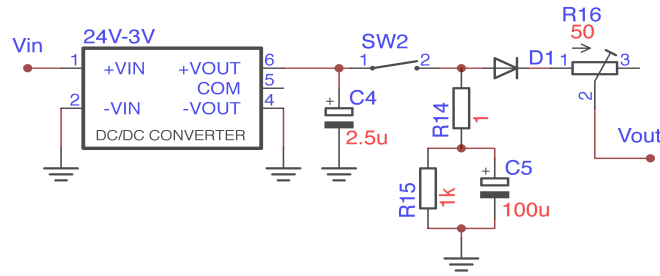 R16
50
Vin
24V-3V
SW2
1
+VIN
+VOUT
6
1
2
D1
1
3
COM
5
2
-VIN
-VOUT
4
C4
+
2
DC/DC CONVERTER
2.5u
R14
1
Vout
R15
1k
+
C5
100u